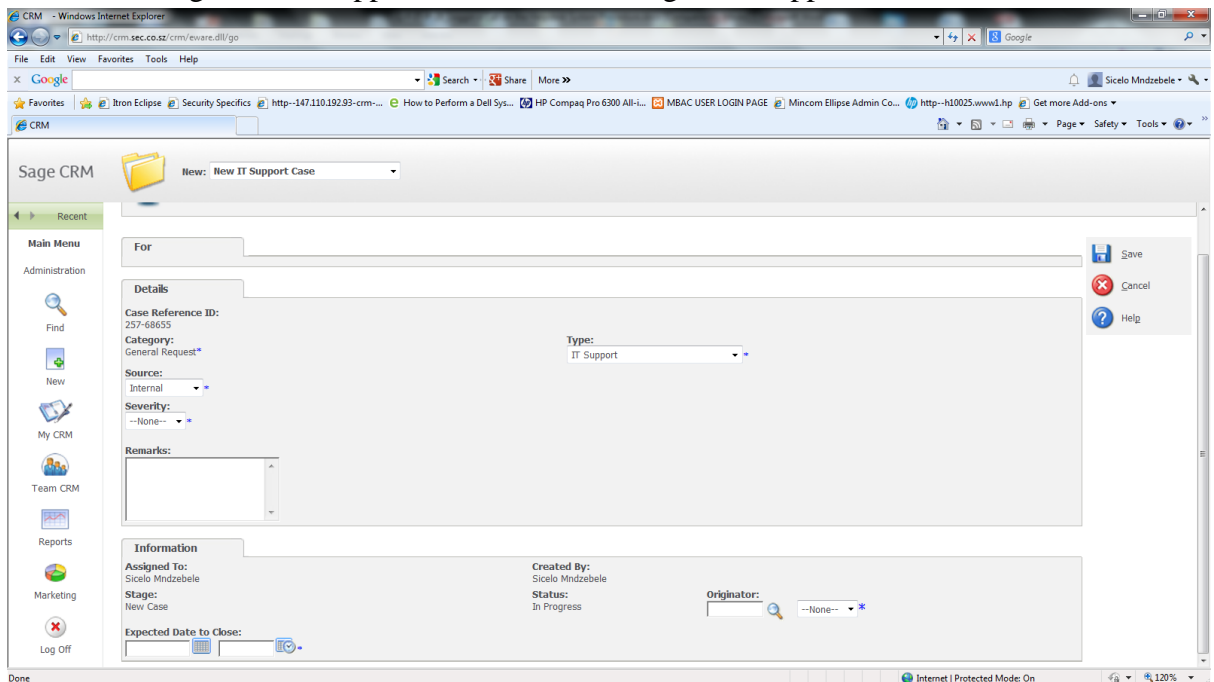 CRM - Windows Internet Explorer
http://crm.sec.co.sz/crm/eware.dll/go
Google
File Edit View Favorites Tools Help
x Google Search Share More »
Sicelo Mndzebele
Favorites Itron Eclipse Security Specifics http--147.110.192.93-crm-... How to Perform a Dell Sys... HP Compaq Pro 6300 All-i... MBAC USER LOGIN PAGE Mincom Ellipse Admin Co... http--h10025.www1.hp Get more Add-ons
CRM
Page Safety Tools
Sage CRM
New: New IT Support Case
Recent
Main Menu
Administration
Find
New
My CRM
Team CRM
Reports
Marketing
Log Off
For
Details
Case Reference ID:
257-68655
Category:
General Request*
Type:
IT Support *
Source:
Internal *
Severity:
--None-- *
Remarks:
Save
Cancel
Help
Information
Assigned To:
Sicelo Mndzebele
Created By:
Sicelo Mndzebele
Stage:
New Case
Status:
In Progress
Originator:
--None-- *
Expected Date to Close:
*
Done
Internet | Protected Mode: On
120%